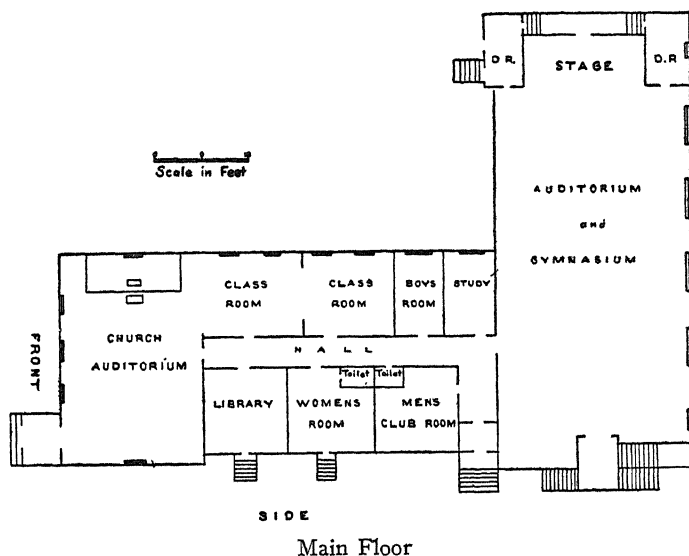 D.R.
STAGE
D.R
Scale in Feet
AUDITORIUM
and
GYMNASIUM
CLASS
ROOM
CLASS
ROOM
BOYS
ROOM
STUDY
FRONT
CHURCH
AUDITORIUM
HALL
Toilet
Toilet
LIBRARY
WOMENS
ROOM
MENS
CLUB ROOM
SIDE
Main Floor